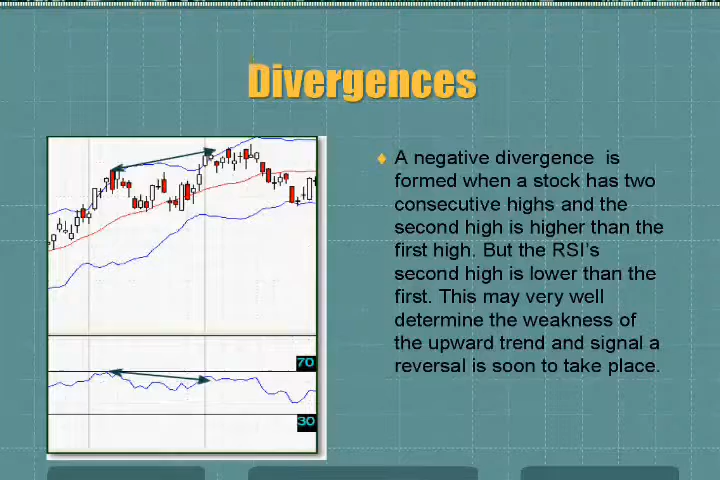 Divergences
A negative divergence is
formed when a stock has two
consecutive highs and the
second high is higher than the
first high. But the RSI's
second high is lower than the
first. This may very well
determine the weakness of
the upward trend and signal a
reversal is soon to take place.
70
30